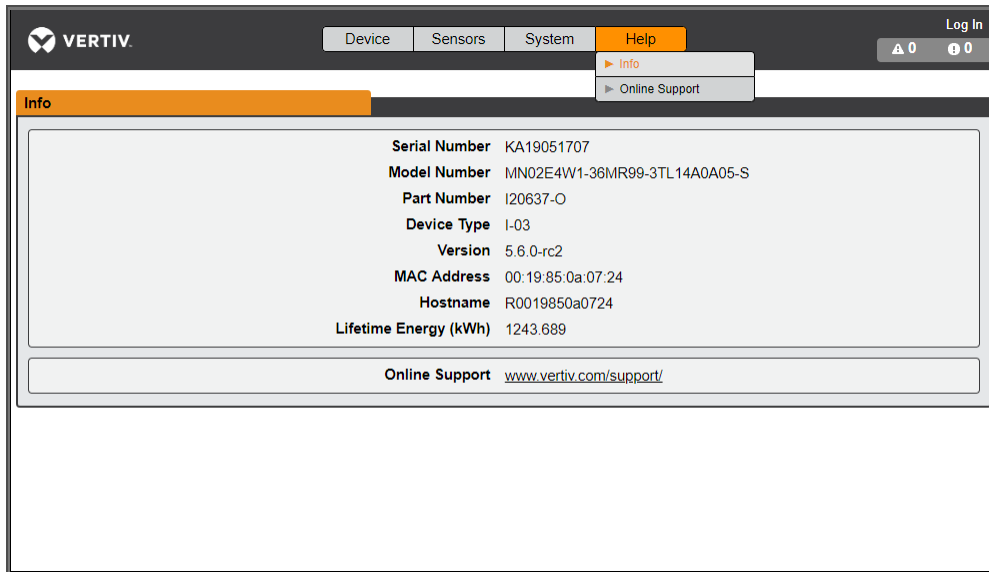 Log In
VERTIV.
Device Sensors System Help
0 0
Info
Online Support
Info
Serial Number KA19051707
Model Number MN02E4W1-36MR99-3TL14A0A05-S
Part Number I20637-O
Device Type I-03
Version 5.6.0-rc2
MAC Address 00:19:85:0a:07:24
Hostname R0019850a0724
Lifetime Energy (kWh) 1243.689
Online Support www.vertiv.com/support/